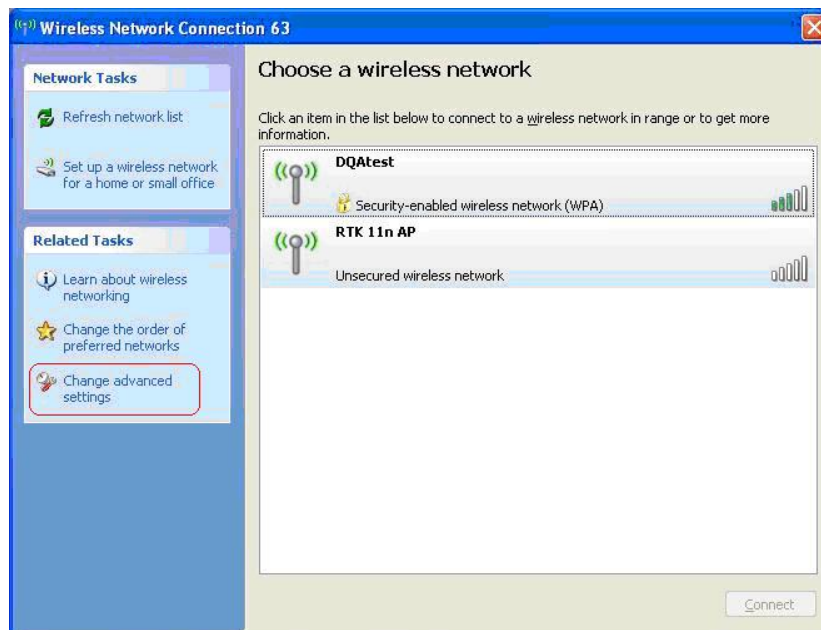 Wireless Network Connection 63
Network Tasks
Refresh network list
Set up a wireless network
for a home or small office
Related Tasks
Learn about wireless
networking
Change the order of
preferred networks
Change advanced
settings
Choose a wireless network
Click an item in the list below to connect to a wireless network in range or to get more
information.
DQAtest
Security-enabled wireless network (WPA)
RTK 11n AP
Unsecured wireless network
Connect